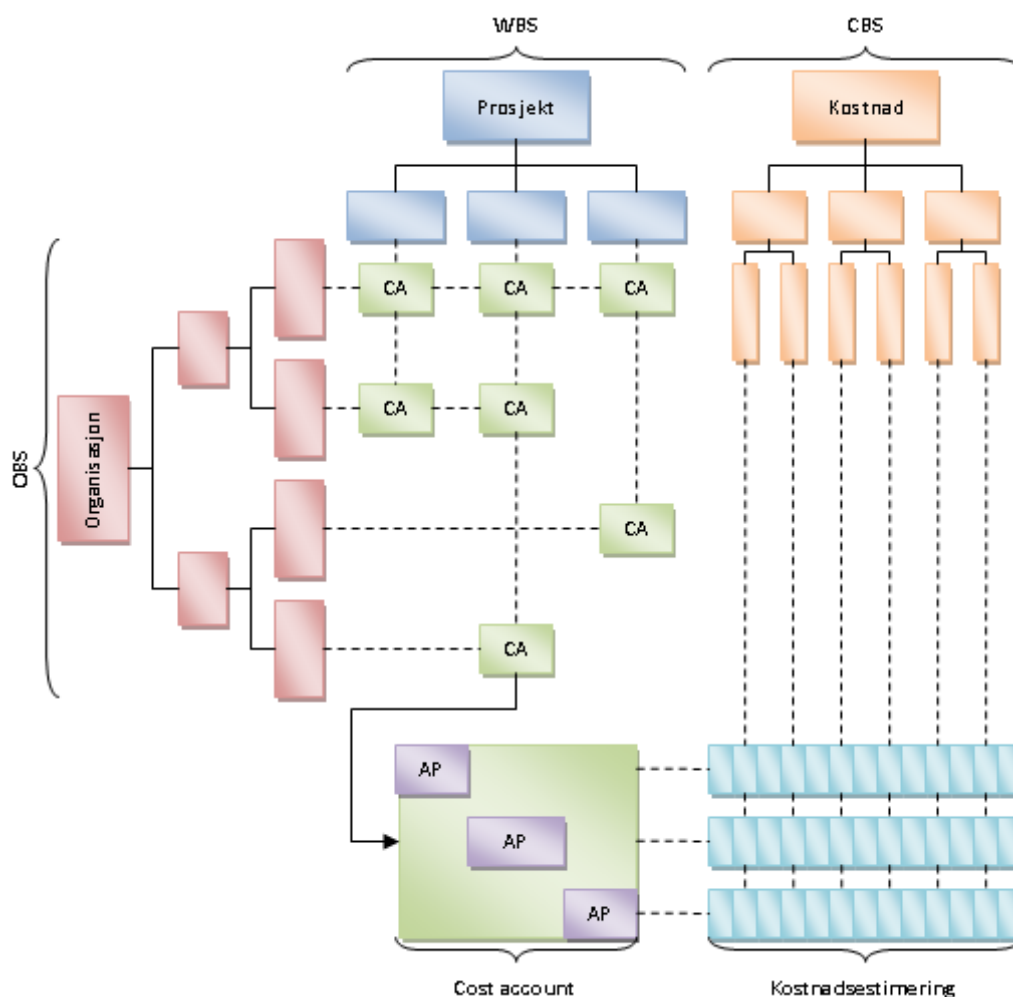 WBS
CBS
Prosjekt
Kostnad
CA
CA
CA
CA
CA
OBS
Organisasjon
CA
CA
AP
AP
AP
Cost account
Kostnadsestimering